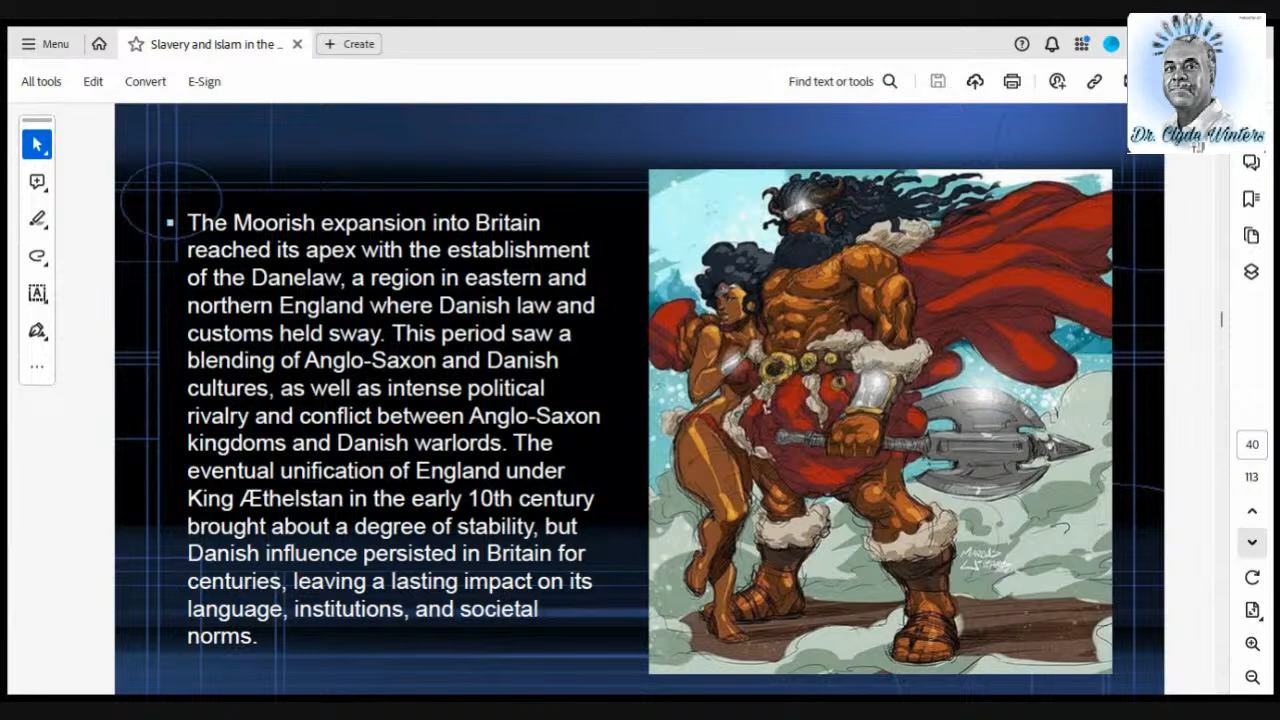 Menu
Slavery and Islam in the ...
Create
All tools
Edit
Convert
E-Sign
Find text or tools
Dr. Clyde Winters
The Moorish expansion into Britain
reached its apex with the establishment
of the Danelaw, a region in eastern and
northern England where Danish law and
customs held sway. This period saw a
blending of Anglo-Saxon and Danish
cultures, as well as intense political
rivalry and conflict between Anglo-Saxon
kingdoms and Danish warlords. The
eventual unification of England under
King Æthelstan in the early 10th century
brought about a degree of stability, but
Danish influence persisted in Britain for
centuries, leaving a lasting impact on its
language, institutions, and societal
norms.
40
113